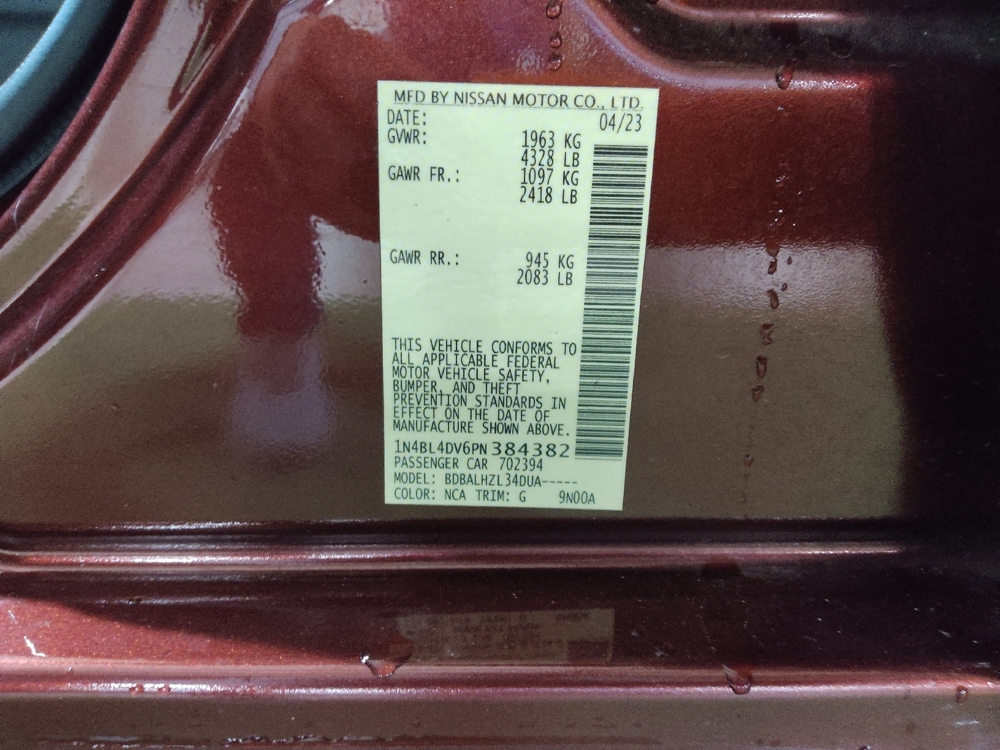 MFD BY NISSAN MOTOR CO., LTD.
DATE: 04/23
GVWR: 1963 KG
4328 LB
GAWR FR.: 1097 KG
2418 LB
GAWR RR.: 945 KG
2083 LB
THIS VEHICLE CONFORMS TO
ALL APPLICABLE FEDERAL
MOTOR VEHICLE SAFETY,
BUMPER, AND THEFT
PREVENTION STANDARDS IN
EFFECT ON THE DATE OF
MANUFACTURE SHOWN ABOVE.
1N4BL4DV6PN384382
PASSENGER CAR 702394
MODEL: BDBALHZL34DUA-----
COLOR: NCA TRIM: G 9N00A